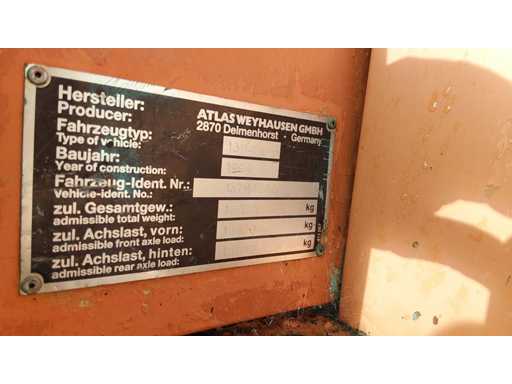 Hersteller:
Producer:
ATLAS WEYHAUSEN GMBH
2870 Delmenhorst - Germany
Fahrzeugtyp:
Type of vehicle:
Baujahr:
Year of construction:
Fahrzeug-Ident. Nr.:
Vehicle-ident. No.:
zul. Gesamtgew.: kg
admissible total weight:
zul. Achslast, vorn: kg
admissible front axle load:
zul. Achslast, hinten: kg
admissible rear axle load: